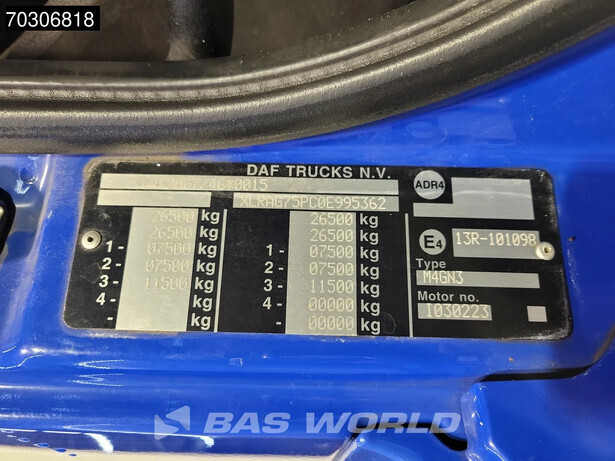 70306818
DAF TRUCKS N.V.
XLRAG75PC0E995362
26500 kg 26500 kg
26500 kg 26500 kg
1- 07500 kg 1- 07500 kg
2- 07500 kg 2- 07500 kg
3- 11500 kg 3- 11500 kg
4- kg 4- 00000 kg
- kg - 00000 kg
ADR4
E4 13R-101098
Type
M4GN3
Motor no.
1030223
BAS WORLD